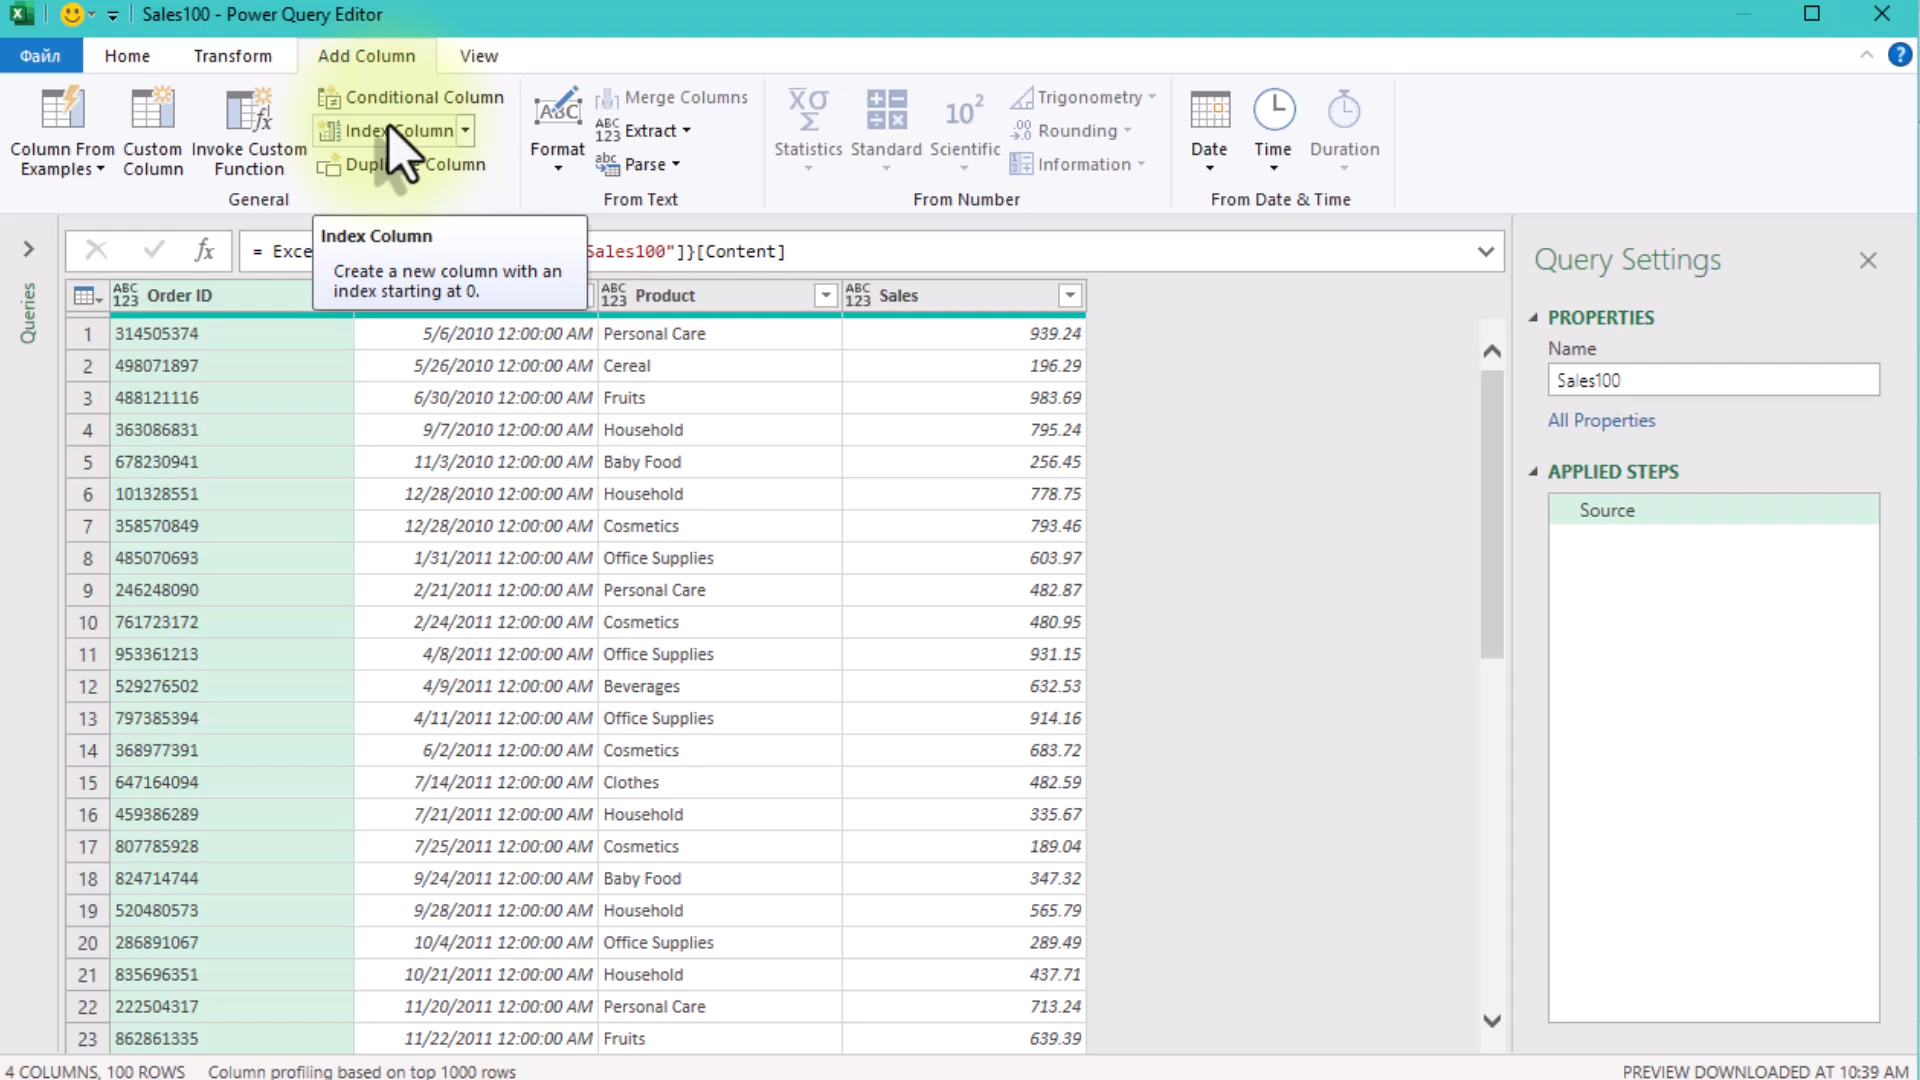 Sales100 - Power Query Editor
Файл Home Transform Add Column View
Column From Examples
Custom Column
Invoke Custom Function
Conditional Column
Index Column
Column
General
Format
Merge Columns
Extract
Parse
From Text
Statistics
Standard
Scientific
Trigonometry
Rounding
Information
From Number
Date
Time
Duration
From Date & Time
Index Column
Create a new column with an
index starting at 0.
= Exce Sales100"]}[Content]
Queries
Order ID Product Sales
1 314505374 5/6/2010 12:00:00 AM Personal Care 939.24
2 498071897 5/26/2010 12:00:00 AM Cereal 196.29
3 488121116 6/30/2010 12:00:00 AM Fruits 983.69
4 363086831 9/7/2010 12:00:00 AM Household 795.24
5 678230941 11/3/2010 12:00:00 AM Baby Food 256.45
6 101328551 12/28/2010 12:00:00 AM Household 778.75
7 358570849 12/28/2010 12:00:00 AM Cosmetics 793.46
8 485070693 1/31/2011 12:00:00 AM Office Supplies 603.97
9 246248090 2/21/2011 12:00:00 AM Personal Care 482.87
10 761723172 2/24/2011 12:00:00 AM Cosmetics 480.95
11 953361213 4/8/2011 12:00:00 AM Office Supplies 931.15
12 529276502 4/9/2011 12:00:00 AM Beverages 632.53
13 797385394 4/11/2011 12:00:00 AM Office Supplies 914.16
14 368977391 6/2/2011 12:00:00 AM Cosmetics 683.72
15 647164094 7/14/2011 12:00:00 AM Clothes 482.59
16 459386289 7/21/2011 12:00:00 AM Household 335.67
17 807785928 7/25/2011 12:00:00 AM Cosmetics 189.04
18 824714744 9/24/2011 12:00:00 AM Baby Food 347.32
19 520480573 9/28/2011 12:00:00 AM Household 565.79
20 286891067 10/4/2011 12:00:00 AM Office Supplies 289.49
21 835696351 10/21/2011 12:00:00 AM Household 437.71
22 222504317 11/20/2011 12:00:00 AM Personal Care 713.24
23 862861335 11/22/2011 12:00:00 AM Fruits 639.39
Query Settings
PROPERTIES
Name
Sales100
All Properties
APPLIED STEPS
Source
4 COLUMNS, 100 ROWS Column profiling based on top 1000 rows
PREVIEW DOWNLOADED AT 10:39 AM